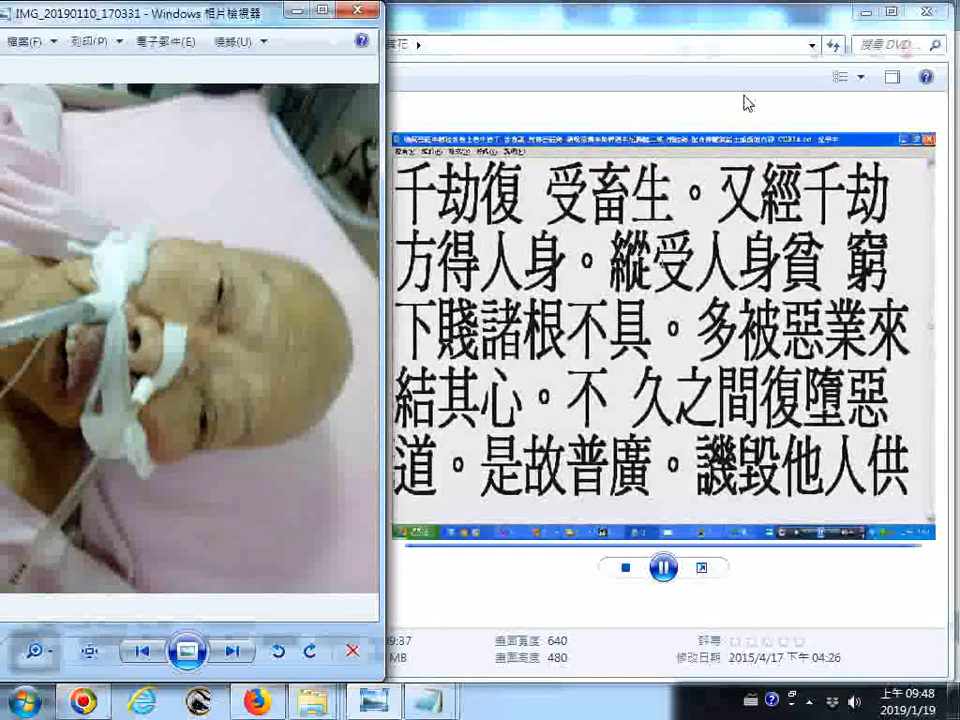 IMG_20190110_170331 - Windows 相片檢視器
檔案(F)
列印(P)
電子郵件(E)
燒錄(U)
搜尋 DVD...
千劫復 受畜生。又經千劫
方得人身。縱受人身貧 窮
下賤諸根不具。多被惡業來
結其心。不 久之間復墮惡
道。是故普廣。譏毀他人供
09:37
畫面寬度 640
評等
MB
畫面高度 480
修改日期 2015/4/17 下午 04:26
上午 09:48
2019/1/19